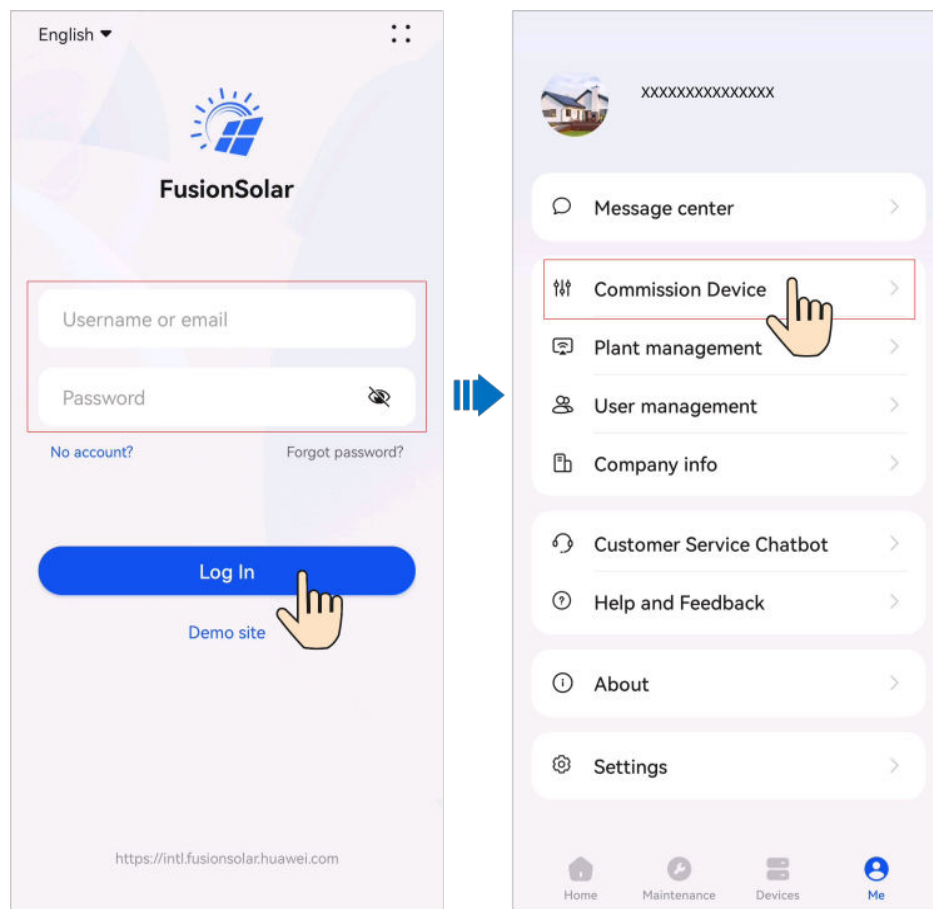 English
FusionSolar
Username or email
Password
No account?
Forgot password?
Log In
Demo site
https://intl.fusionsolar.huawei.com
xxxxxxxxxxxxxxx
Message center
Commission Device
Plant management
User management
Company info
Customer Service Chatbot
Help and Feedback
About
Settings
Home
Maintenance
Devices
Me